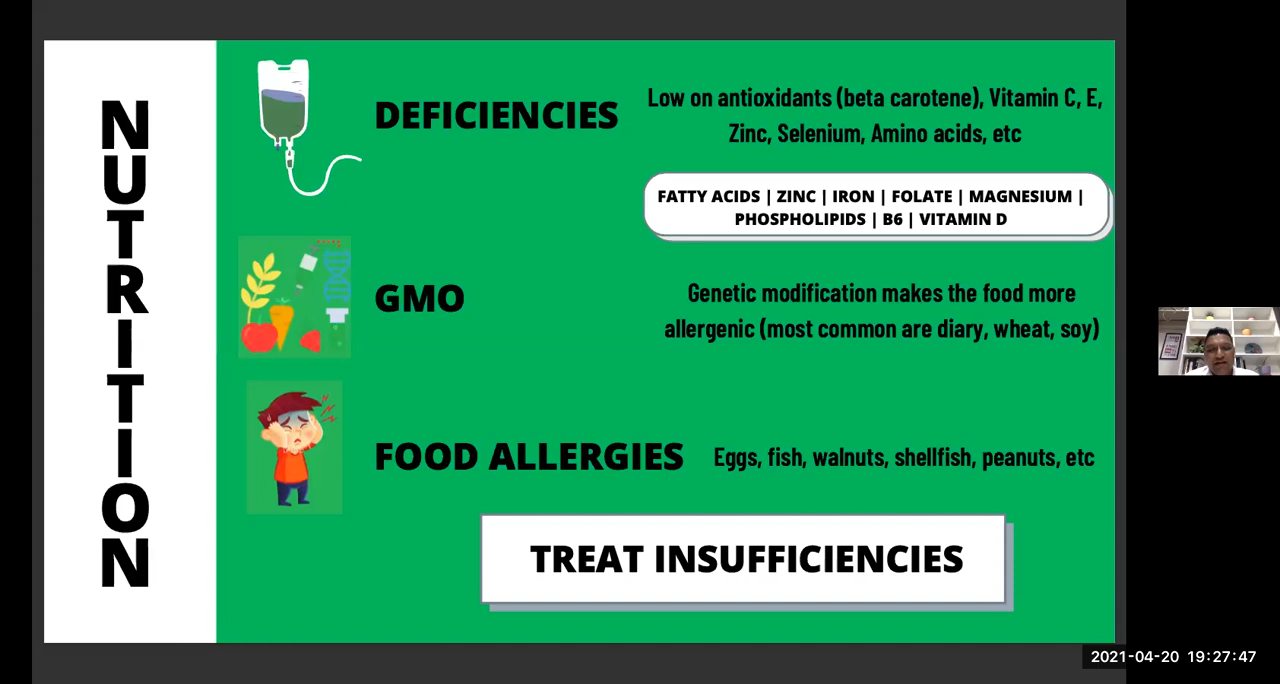 NUTRITION
DEFICIENCIES
Low on antioxidants (beta carotene), Vitamin C, E,
Zinc, Selenium, Amino acids, etc
FATTY ACIDS | ZINC | IRON | FOLATE | MAGNESIUM |
PHOSPHOLIPIDS | B6 | VITAMIN D
GMO
Genetic modification makes the food more
allergenic (most common are diary, wheat, soy)
FOOD ALLERGIES
Eggs, fish, walnuts, shellfish, peanuts, etc
TREAT INSUFFICIENCIES
2021-04-20 19:27:47